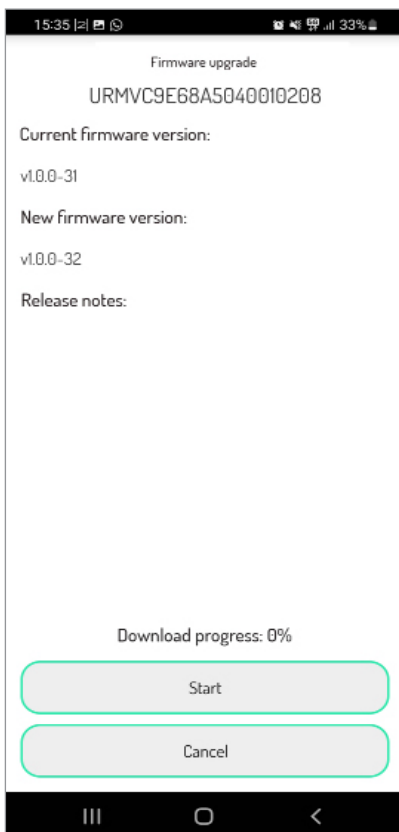 15:35 33%
Firmware upgrade
URMVC9E68A5040010208
Current firmware version:
v1.0.0-31
New firmware version:
v1.0.0-32
Release notes:
Download progress: 0%
Start
Cancel